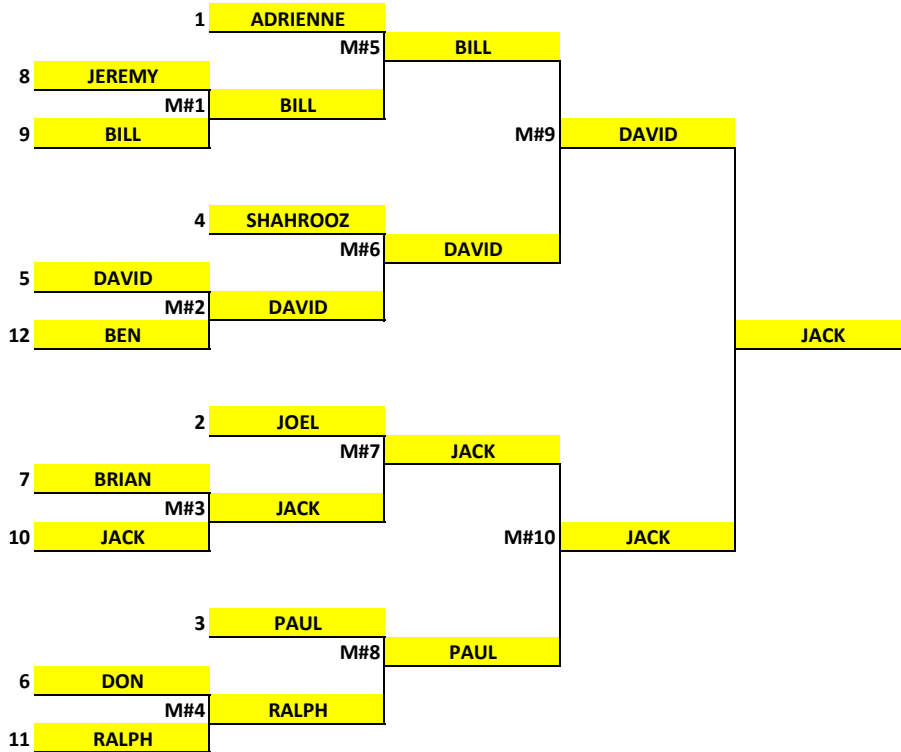 1 ADRIENNE
M#5 BILL
8 JEREMY
M#1 BILL
9 BILL
M#9 DAVID
4 SHAHROOZ
M#6 DAVID
5 DAVID
M#2 DAVID
12 BEN
JACK
2 JOEL
M#7 JACK
7 BRIAN
M#3 JACK
10 JACK
M#10 JACK
3 PAUL
M#8 PAUL
6 DON
M#4 RALPH
11 RALPH